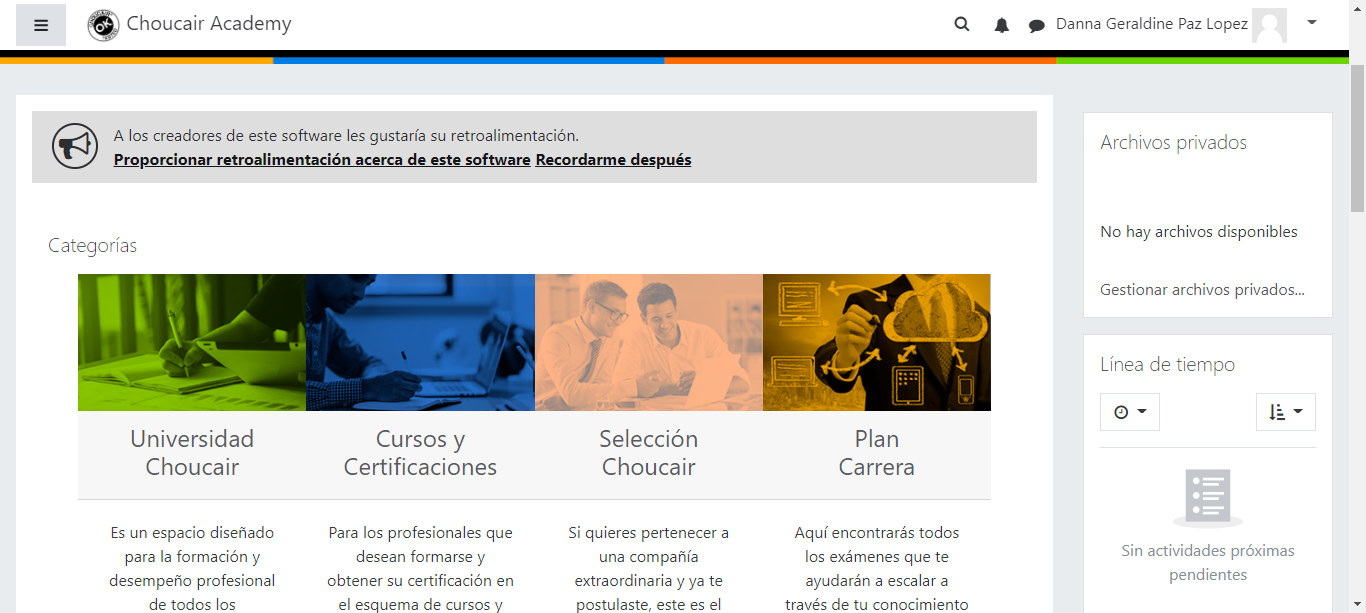 Choucair Academy
Danna Geraldine Paz Lopez
A los creadores de este software les gustaría su retroalimentación.
Proporcionar retroalimentación acerca de este software Recordarme después
Categorías
Universidad
Choucair
Es un espacio diseñado
para la formación y
desempeño profesional
de todos los
Cursos y
Certificaciones
Para los profesionales que
desean formarse y
obtener su certificación en
el esquema de cursos y
Selección
Choucair
Si quieres pertenecer a
una compañía
extraordinaria y ya te
postulaste, este es el
Plan
Carrera
Aquí encontrarás todos
los exámenes que te
ayudarán a escalar a
través de tu conocimiento
Archivos privados
No hay archivos disponibles
Gestionar archivos privados...
Línea de tiempo
Sin actividades próximas
pendientes